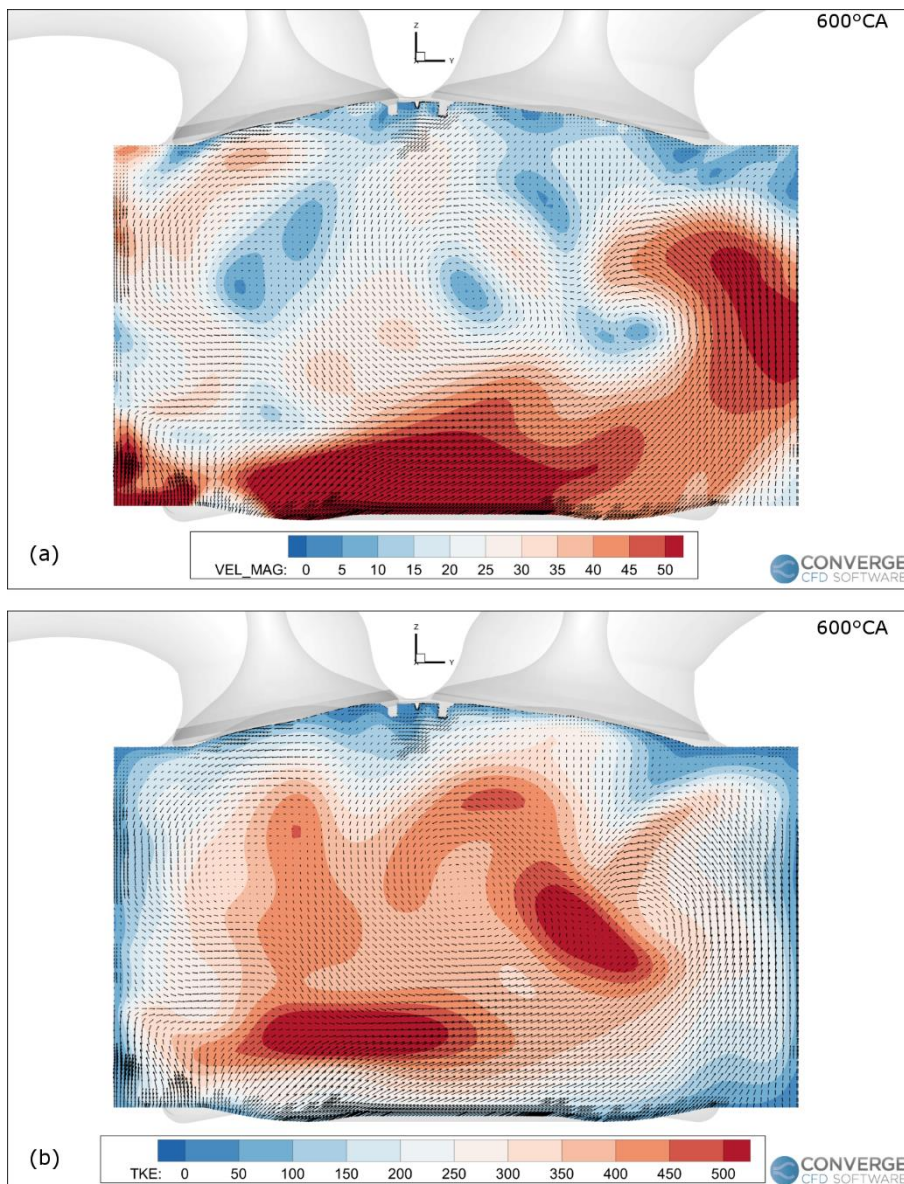 600°CA
Z
X
Y
(a)
VEL_MAG: 0 5 10 15 20 25 30 35 40 45 50
CONVERGE
CFD SOFTWARE
600°CA
Z
X
Y
(b)
TKE: 0 50 100 150 200 250 300 350 400 450 500
CONVERGE
CFD SOFTWARE